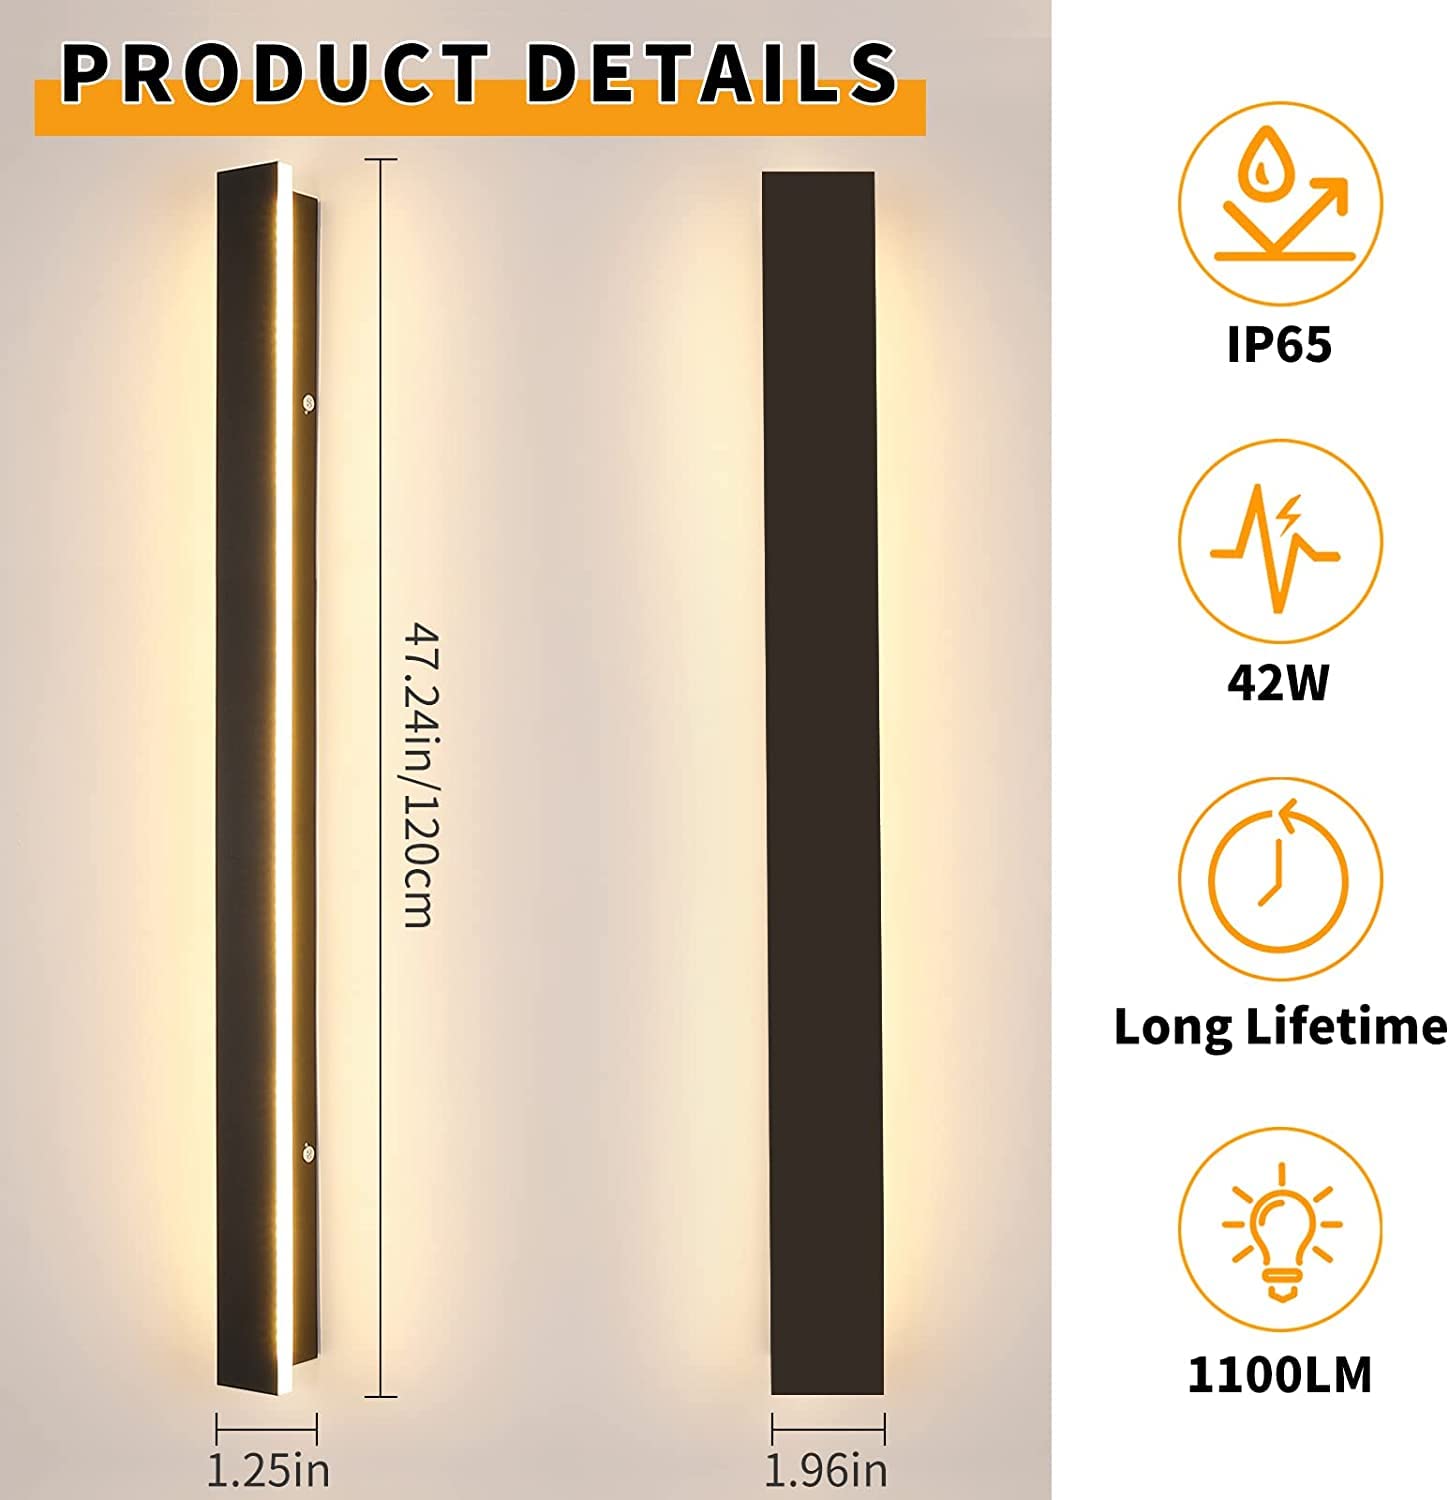 PRODUCT DETAILS
47.24in/120cm
1.25in
1.96in
IP65
42W
Long Lifetime
1100LM